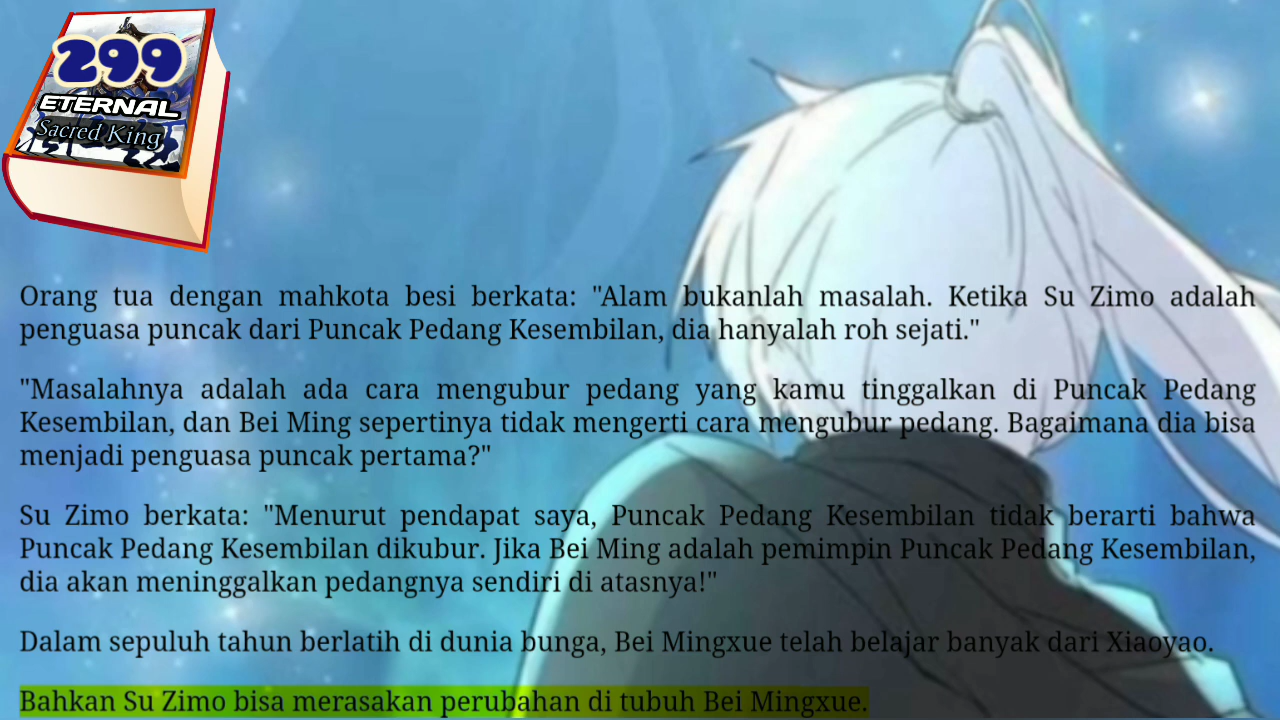 299
ETERNAL
Sacred King
Orang tua dengan mahkota besi berkata: "Alam bukanlah masalah. Ketika Su Zimo adalah
penguasa puncak dari Puncak Pedang Kesembilan, dia hanyalah roh sejati."
"Masalahnya adalah ada cara mengubur pedang yang kamu tinggalkan di Puncak Pedang
Kesembilan, dan Bei Ming sepertinya tidak mengerti cara mengubur pedang. Bagaimana dia bisa
menjadi penguasa puncak pertama?"
Su Zimo berkata: "Menurut pendapat saya, Puncak Pedang Kesembilan tidak berarti bahwa
Puncak Pedang Kesembilan dikubur. Jika Bei Ming adalah pemimpin Puncak Pedang Kesembilan,
dia akan meninggalkan pedangnya sendiri di atasnya!"
Dalam sepuluh tahun berlatih di dunia bunga, Bei Mingxue telah belajar banyak dari Xiaoyao.
Bahkan Su Zimo bisa merasakan perubahan di tubuh Bei Mingxue.